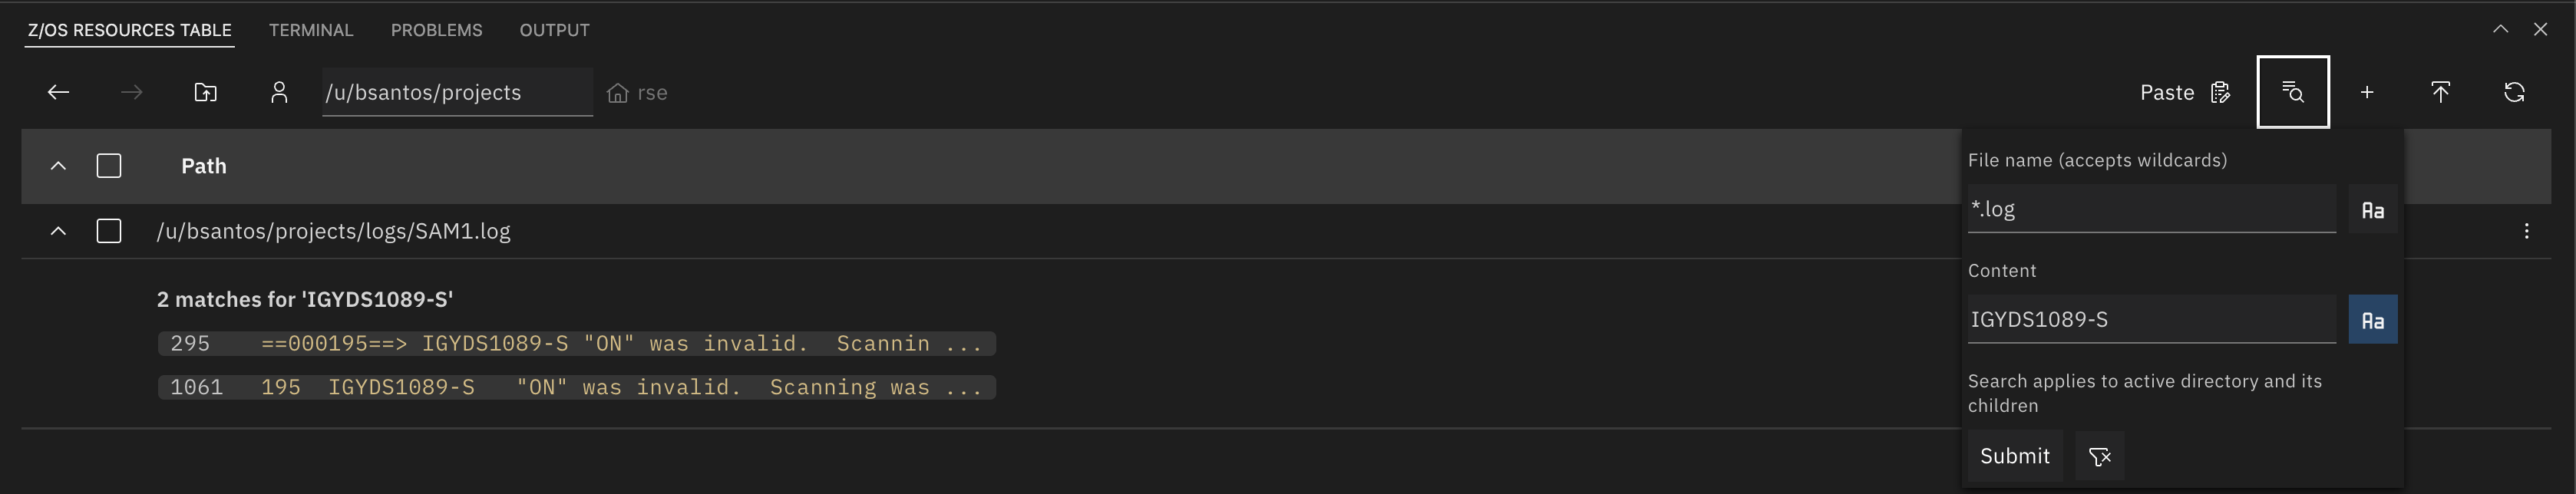 Z/OS RESOURCES TABLE TERMINAL PROBLEMS OUTPUT
/u/bsantos/projects rse Paste
Path
/u/bsantos/projects/logs/SAM1.log
2 matches for 'IGYDS1089-S'
295 ==000195==> IGYDS1089-S "ON" was invalid. Scannin ...
1061 195 IGYDS1089-S "ON" was invalid. Scanning was ...
File name (accepts wildcards)
*.log Aa
Content
IGYDS1089-S Aa
Search applies to active directory and its
children
Submit